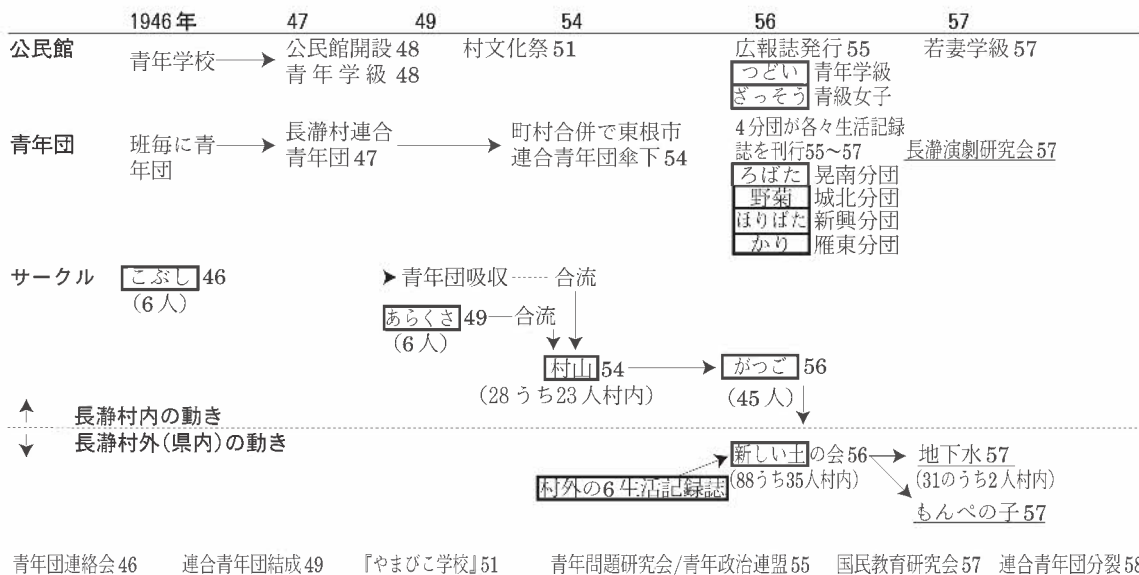 1946年 47 49 54 56 57
公民館 青年学校 公民館開設48 村文化祭51 広報誌発行55 若妻学級57
青年学級 48 つどい 青年学級
ざっそう 青級女子
青年団 班毎に青年団 長瀞村連合青年団47 町村合併で東根市連合青年団傘下54 4分団が各々生活記録誌を刊行55〜57 長瀞演劇研究会57
ろばた 晃南分団
野菊 城北分団
ほりばた 新興分団
かり 雁東分団
サークル こぶし 46 青年団吸収 合流
(6人)
あらくさ 49 合流
(6人)
村山 54 がつご 56
(28うち23人村内) (45人)
長瀞村内の動き
長瀞村外(県内)の動き
新しい土の会56 地下水57
村外の6生活記録誌 (88うち35人村内) (31のうち2人村内)
もんぺの子57
青年団連絡会46 連合青年団結成49 『やまびこ学校』51 青年問題研究会/青年政治連盟55 国民教育研究会57 連合青年団分裂58